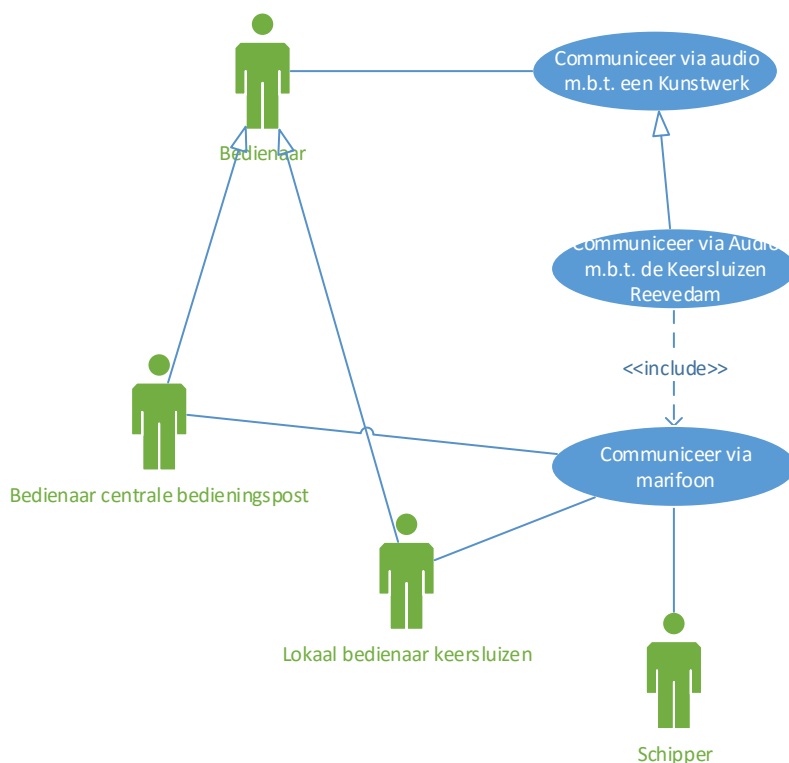 Communiceer via audio
m.b.t. een Kunstwerk
Bedienaar
Communiceer via Audio
m.b.t. de Keersluizen
Reevedam
<<include>>
Communiceer via
marifoon
Bedienaar centrale bedieningspost
Lokaal bedienaar keersluizen
Schipper